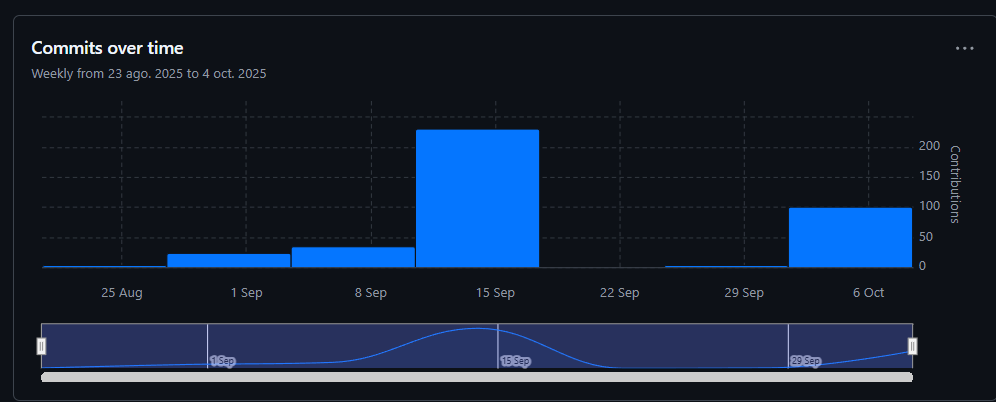 Commits over time
Weekly from 23 ago. 2025 to 4 oct. 2025
200
150
100
50
0
Contributions
25 Aug
1 Sep
8 Sep
15 Sep
22 Sep
29 Sep
6 Oct
1 Sep
15 Sep
29 Sep